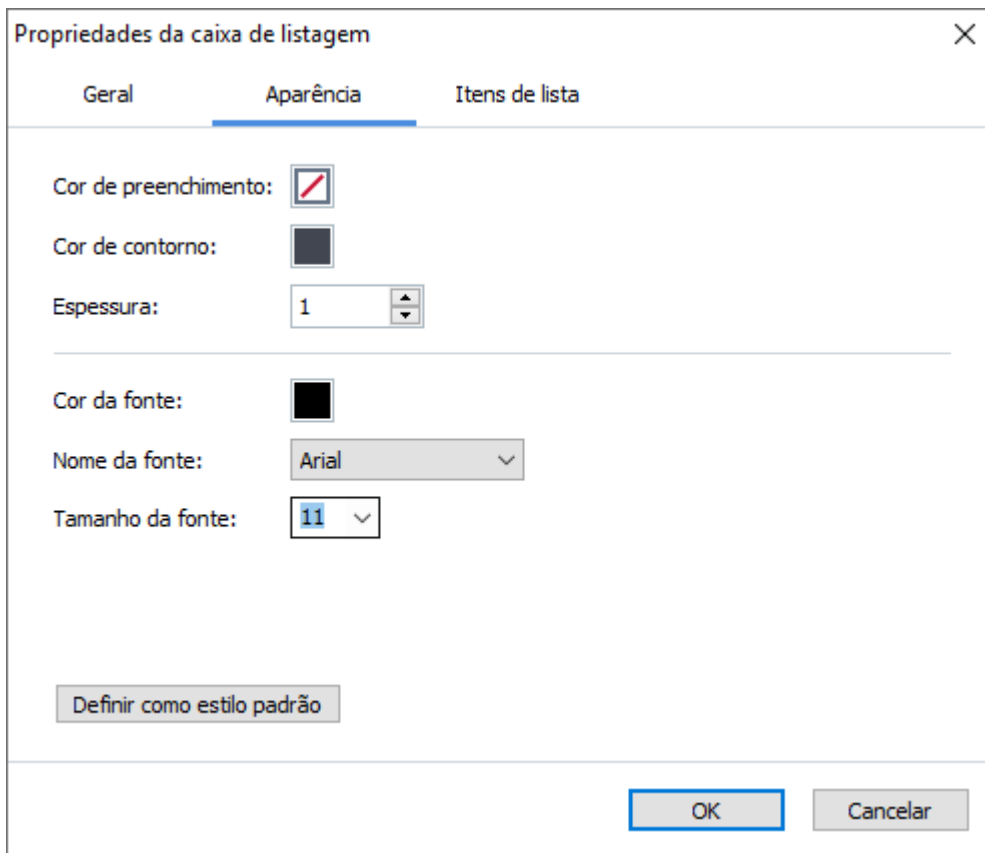 Propriedades da caixa de listagem
Geral Aparência Itens de lista
Cor de preenchimento:
Cor de contorno:
Espessura: 1
Cor da fonte:
Nome da fonte: Arial
Tamanho da fonte: 11
Definir como estilo padrão
OK Cancelar